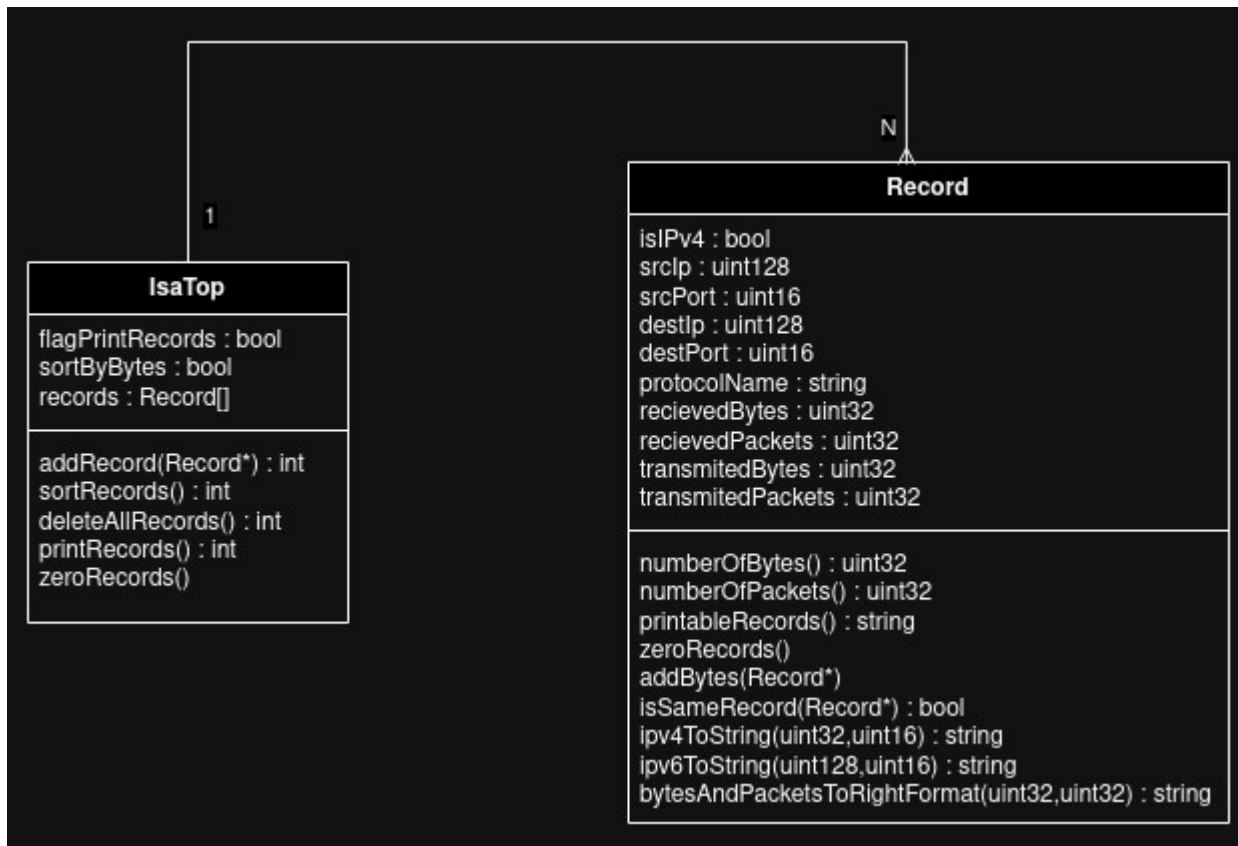 1
IsaTop
flagPrintRecords : bool
sortByBytes : bool
records : Record[]
addRecord(Record*) : int
sortRecords() : int
deleteAllRecords() : int
printRecords() : int
zeroRecords()
N
Record
isIPv4 : bool
srcIp : uint128
srcPort : uint16
destIp : uint128
destPort : uint16
protocolName : string
recievedBytes : uint32
recievedPackets : uint32
transmitedBytes : uint32
transmitedPackets : uint32
numberOfBytes() : uint32
numberOfPackets() : uint32
printableRecords() : string
zeroRecords()
addBytes(Record*)
isSameRecord(Record*) : bool
ipv4ToString(uint32,uint16) : string
ipv6ToString(uint128,uint16) : string
bytesAndPacketsToRightFormat(uint32,uint32) : string